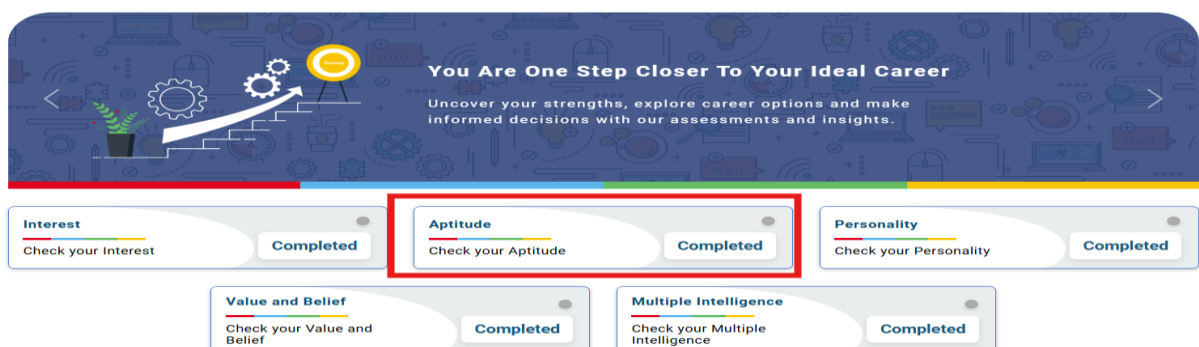 You Are One Step Closer To Your Ideal Career
Uncover your strengths, explore career options and make
informed decisions with our assessments and insights.
Interest
Check your Interest
Completed
Aptitude
Check your Aptitude
Completed
Personality
Check your Personality
Completed
Value and Belief
Check your Value and
Belief
Completed
Multiple Intelligence
Check your Multiple
Intelligence
Completed